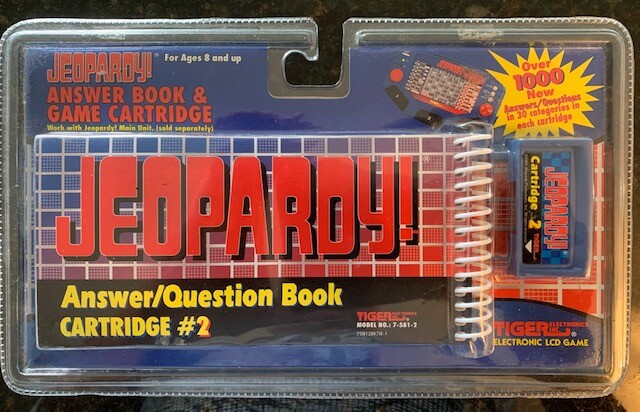 JEOPARDY!
For Ages 8 and up
ANSWER BOOK &
GAME CARTRIDGE
Work with Jeopardy! Main Unit. (sold separately)
Over
1000
New
Answers/Questions
in 30 categories in
each cartridge
JEOPARDY!®
Answer/Question Book
CARTRIDGE #2
TIGER ELECTRONICS
MODEL NO.: 7-581-2
JEOPARDY!
Cartridge 2
TIGER ELECTRONICS
ELECTRONIC LCD GAME